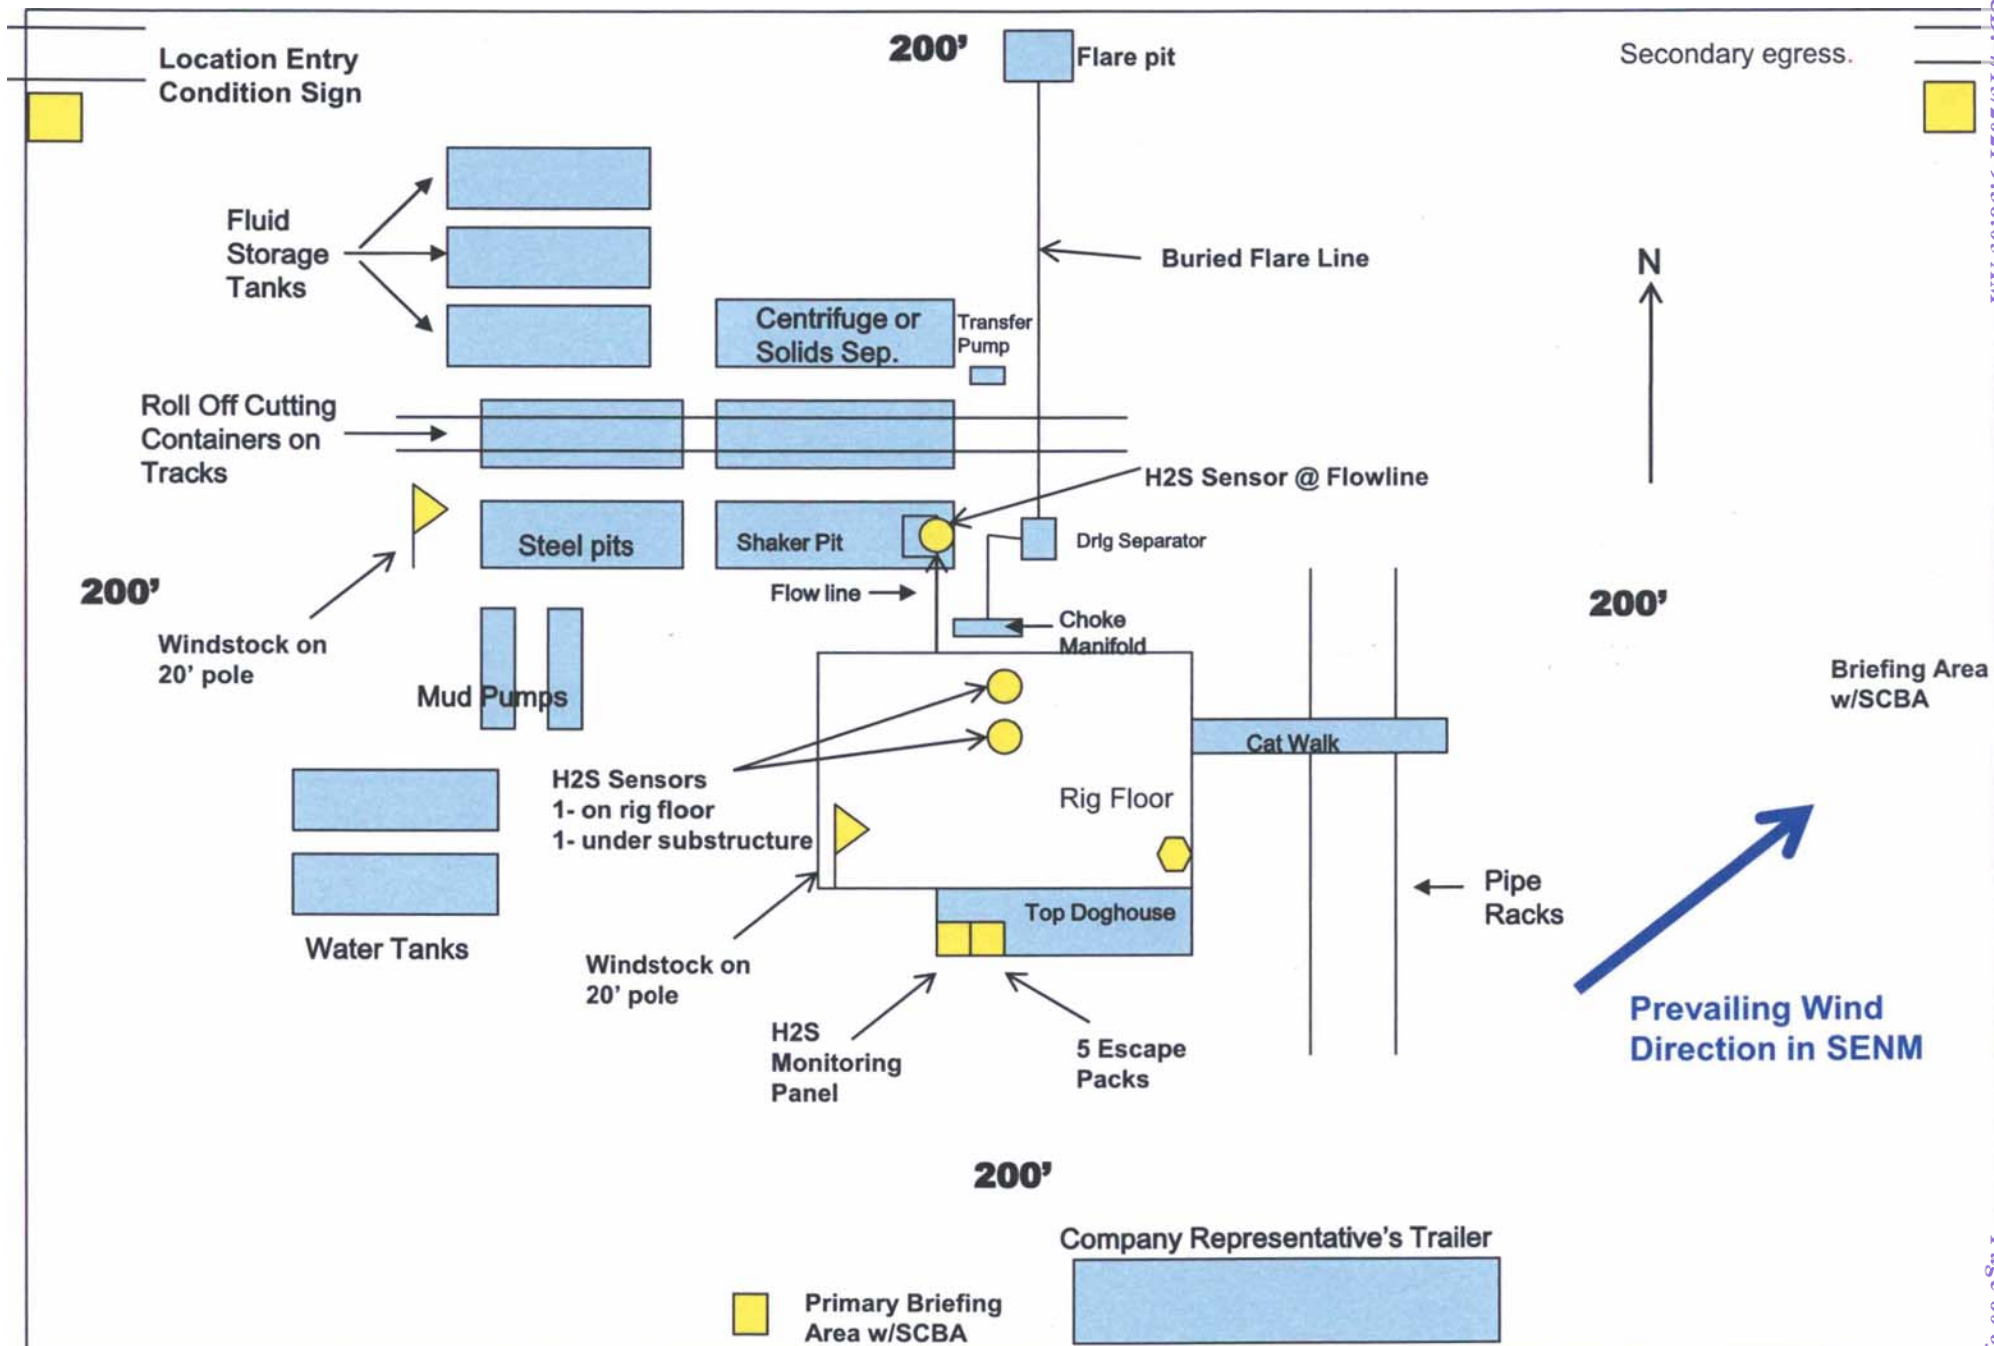 Location Entry
Condition Sign
200’
Flare pit
Secondary egress.
Fluid
Storage
Tanks
Buried Flare Line
N
Centrifuge or
Solids Sep.
Transfer
Pump
Roll Off Cutting
Containers on
Tracks
H2S Sensor @ Flowline
Steel pits
Shaker Pit
Drlg Separator
200’
Flow line
200’
Choke
Manifold
Windstock on
20’ pole
Mud Pumps
Briefing Area
w/SCBA
Cat Walk
H2S Sensors
1- on rig floor
1- under substructure
Rig Floor
Pipe
Racks
Top Doghouse
Water Tanks
Windstock on
20’ pole
H2S
Monitoring
Panel
5 Escape
Packs
Prevailing Wind
Direction in SENM
200’
Company Representative’s Trailer
Primary Briefing
Area w/SCBA